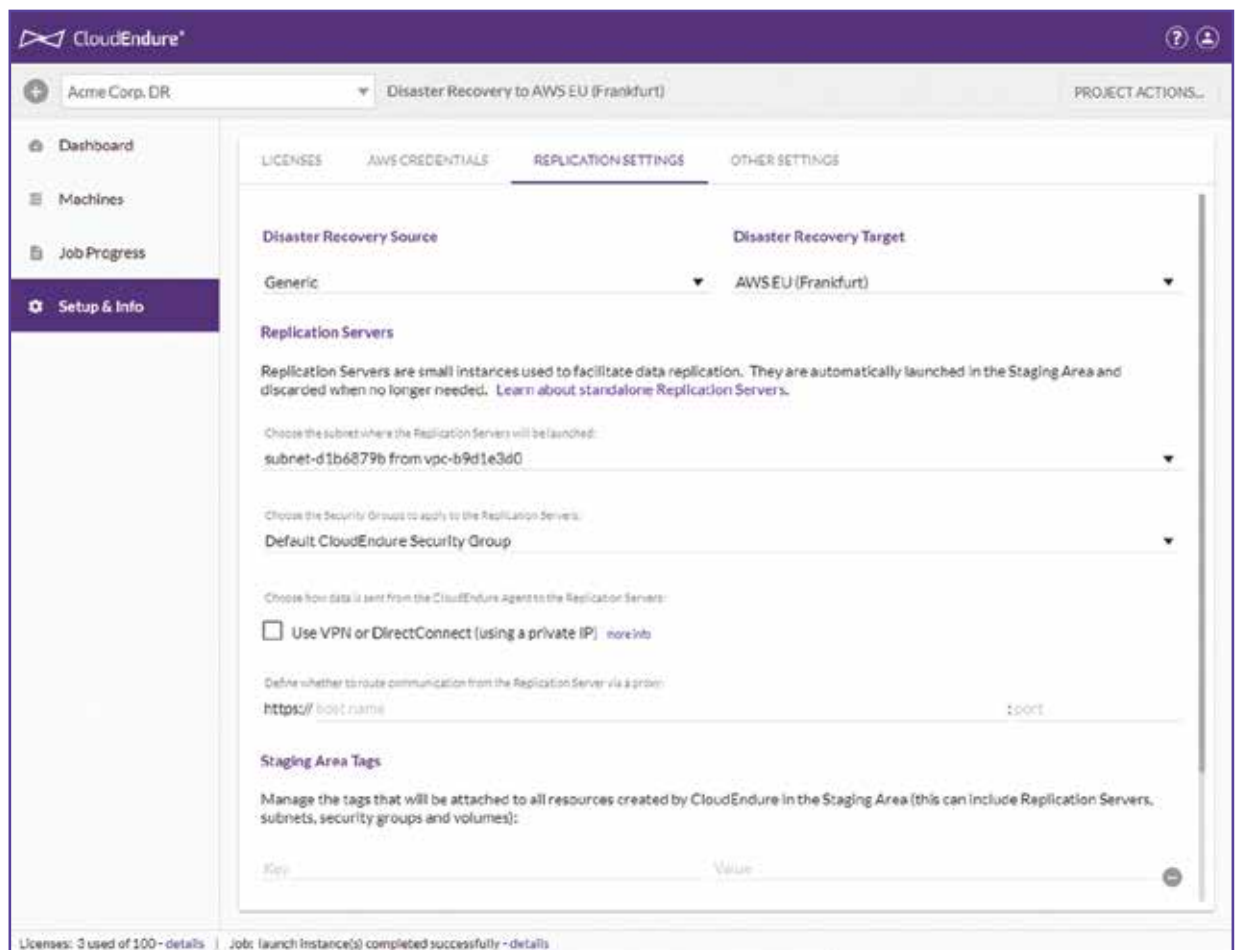 CloudEndure®
Acme Corp. DR
Disaster Recovery to AWS EU (Frankfurt)
PROJECT ACTIONS...
Dashboard
Machines
Job Progress
Setup & Info
LICENSES
AWS CREDENTIALS
REPLICATION SETTINGS
OTHER SETTINGS
Disaster Recovery Source
Disaster Recovery Target
Generic
AWS EU (Frankfurt)
Replication Servers
Replication Servers are small instances used to facilitate data replication. They are automatically launched in the Staging Area and
discarded when no longer needed. Learn about standalone Replication Servers.
Choose the subnet where the Replication Servers will be launched:
subnet-d1b6879b from vpc-b9d1e3d0
Choose the Security Groups to apply to the Replication Servers:
Default CloudEndure Security Group
Choose how data is sent from the CloudEndure Agent to the Replication Servers:
Use VPN or DirectConnect (using a private IP) more info
Define whether to route communication from the Replication Server via a proxy:
https:// host name : port
Staging Area Tags
Manage the tags that will be attached to all resources created by CloudEndure in the Staging Area (this can include Replication Servers,
subnets, security groups and volumes):
Key
Value
Licenses: 3 used of 100 - details | Job: launch instance(s) completed successfully - details